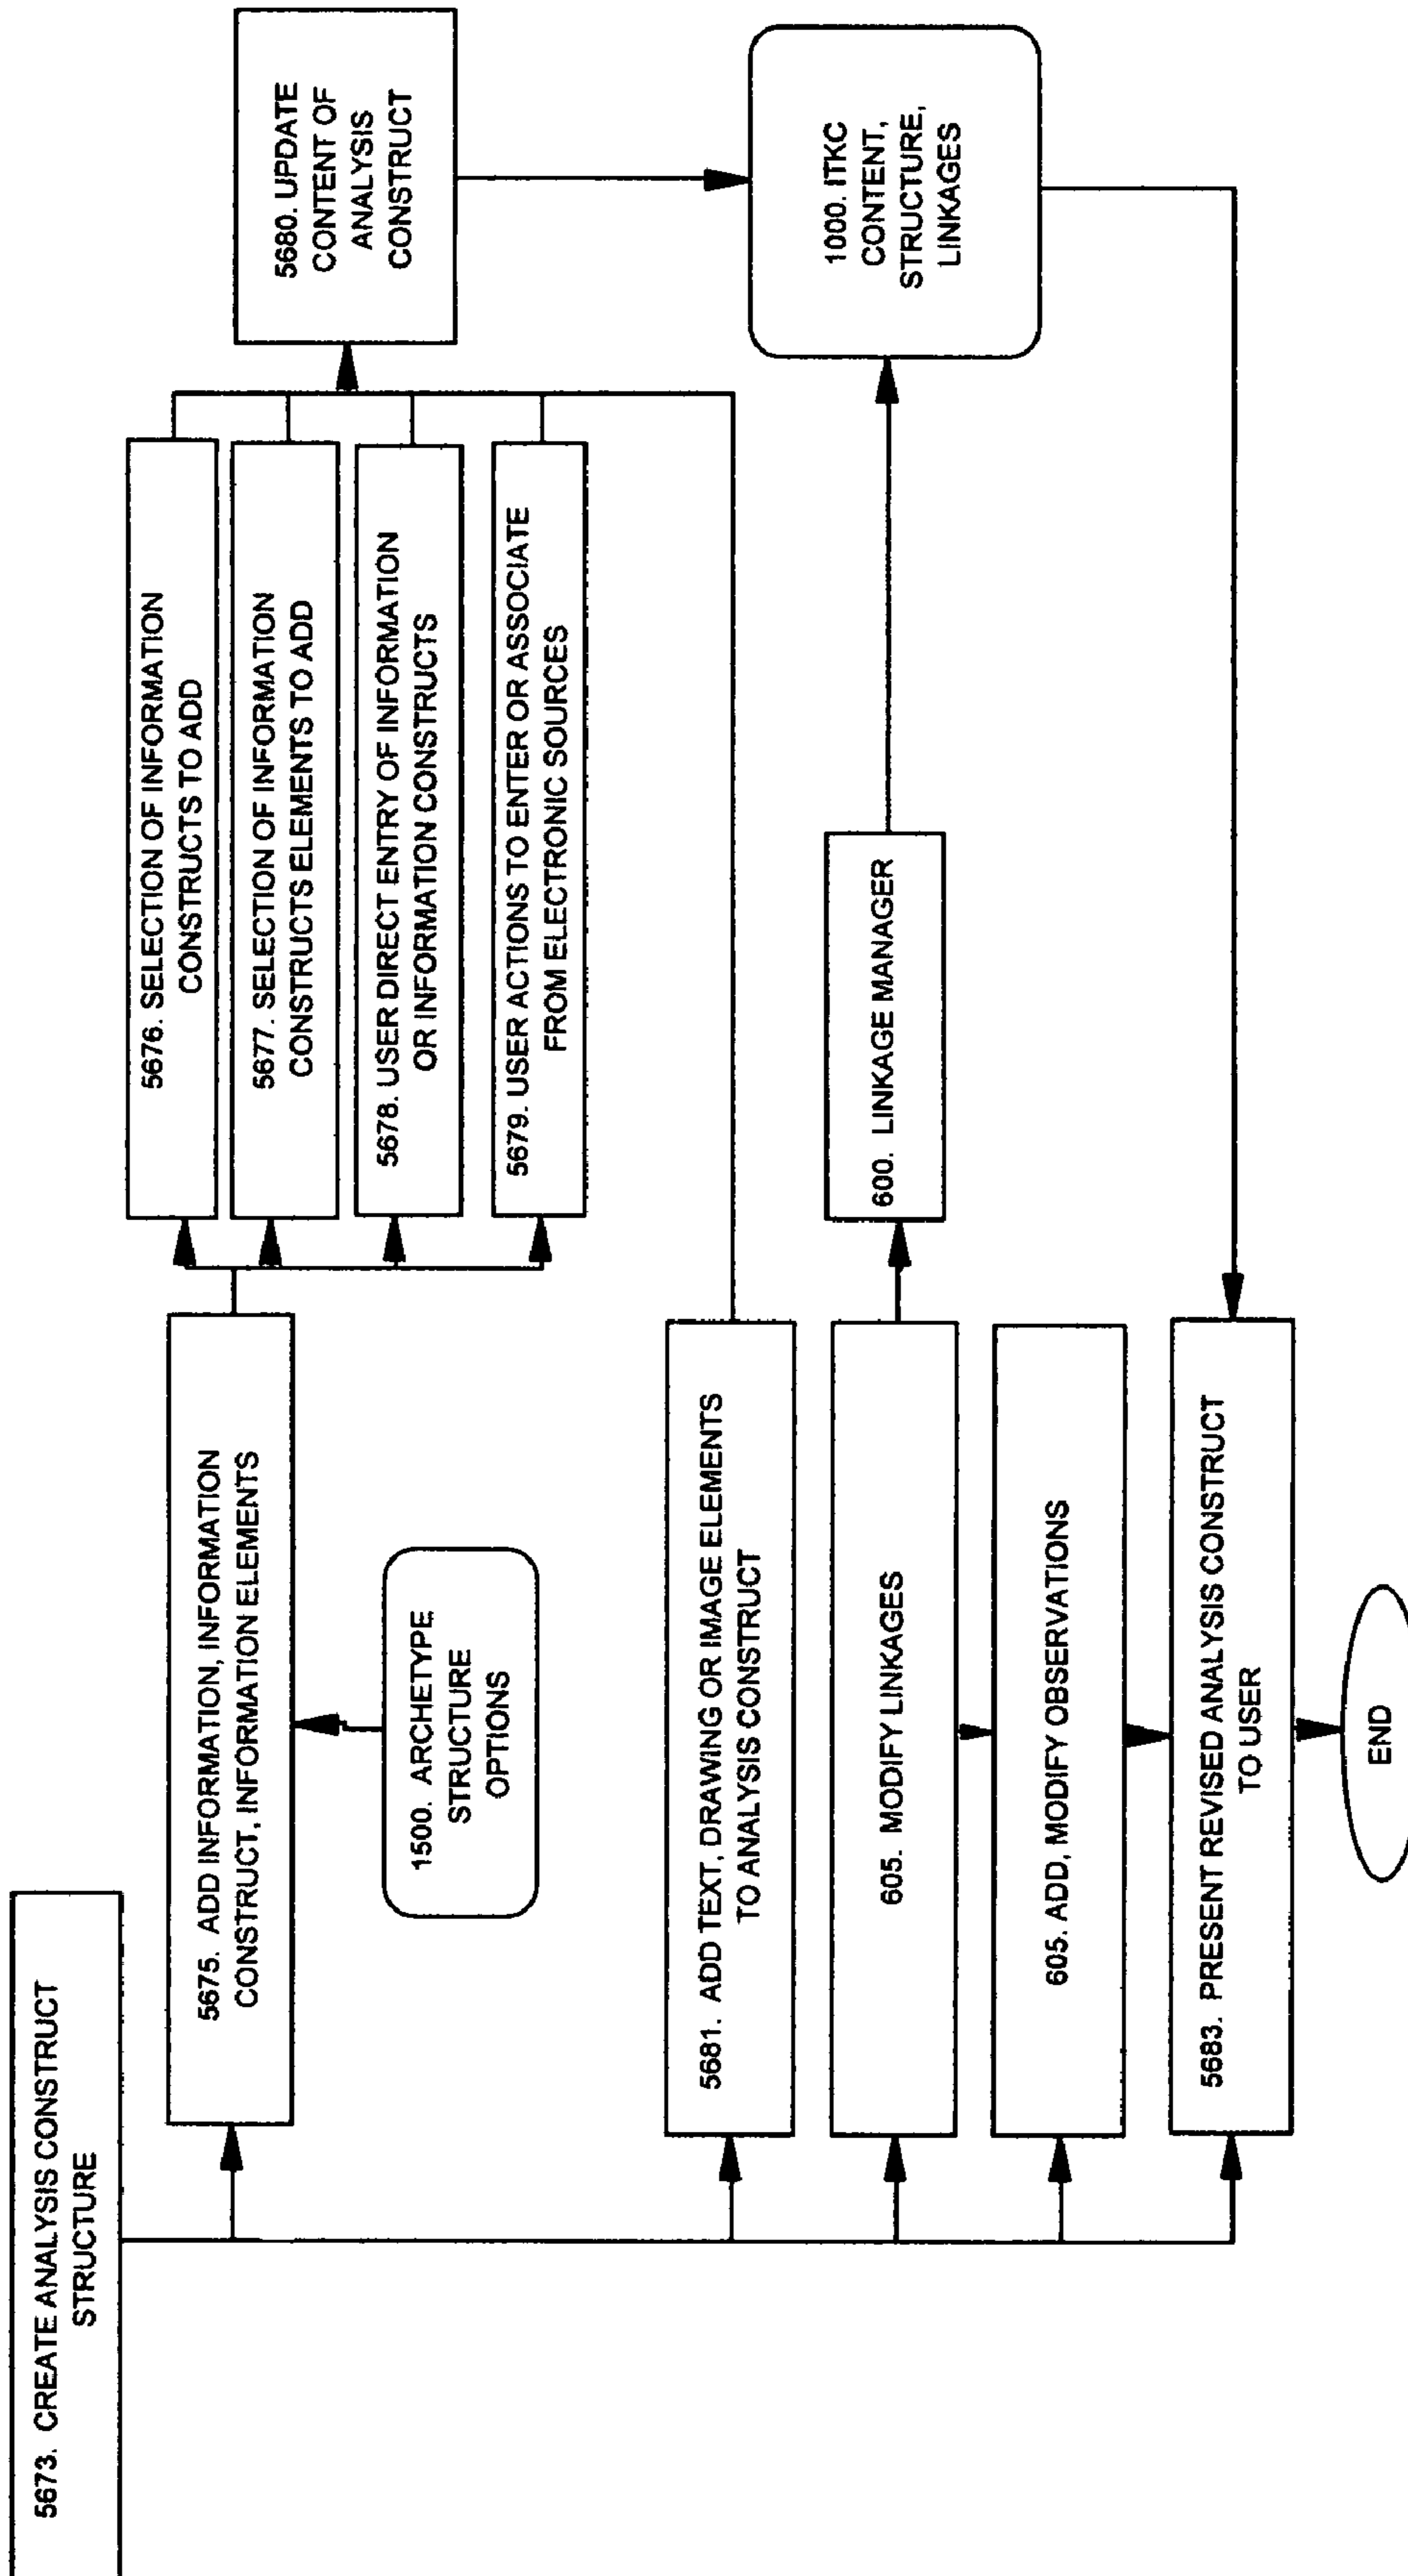 5673. CREATE ANALYSIS CONSTRUCT
STRUCTURE
5675. ADD INFORMATION, INFORMATION
CONSTRUCT, INFORMATION ELEMENTS
1500. ARCHETYPE
STRUCTURE
OPTIONS
5676. SELECTION OF INFORMATION
CONSTRUCTS TO ADD
5677. SELECTION OF INFORMATION
CONSTRUCTS ELEMENTS TO ADD
5678. USER DIRECT ENTRY OF INFORMATION
OR INFORMATION CONSTRUCTS
5679. USER ACTIONS TO ENTER OR ASSOCIATE
FROM ELECTRONIC SOURCES
5680. UPDATE
CONTENT OF
ANALYSIS
CONSTRUCT
5681. ADD TEXT, DRAWING OR IMAGE ELEMENTS
TO ANALYSIS CONSTRUCT
605. MODIFY LINKAGES
600. LINKAGE MANAGER
1000. ITKC
CONTENT,
STRUCTURE,
LINKAGES
605. ADD, MODIFY OBSERVATIONS
5683. PRESENT REVISED ANALYSIS CONSTRUCT
TO USER
END